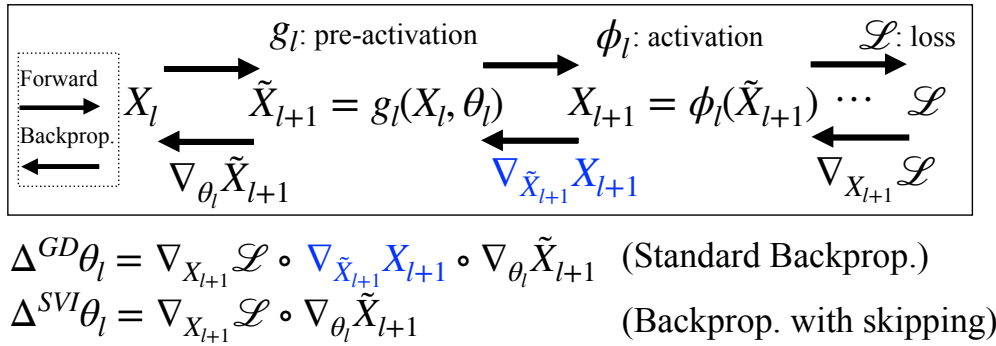 g_l: pre-activation
ϕ_l: activation
ℒ: loss
Forward
Backprop.
X_l
X̃_{l+1} = g_l(X_l, θ_l)
X_{l+1} = ϕ_l(X̃_{l+1}) ⋯ ℒ
∇_{θ_l} X̃_{l+1}
∇_{X̃_{l+1}} X_{l+1}
∇_{X_{l+1}} ℒ
Δ^{GD}θ_l = ∇_{X_{l+1}} ℒ ∘ ∇_{X̃_{l+1}} X_{l+1} ∘ ∇_{θ_l} X̃_{l+1} (Standard Backprop.)
Δ^{SVI}θ_l = ∇_{X_{l+1}} ℒ ∘ ∇_{θ_l} X̃_{l+1} (Backprop. with skipping)